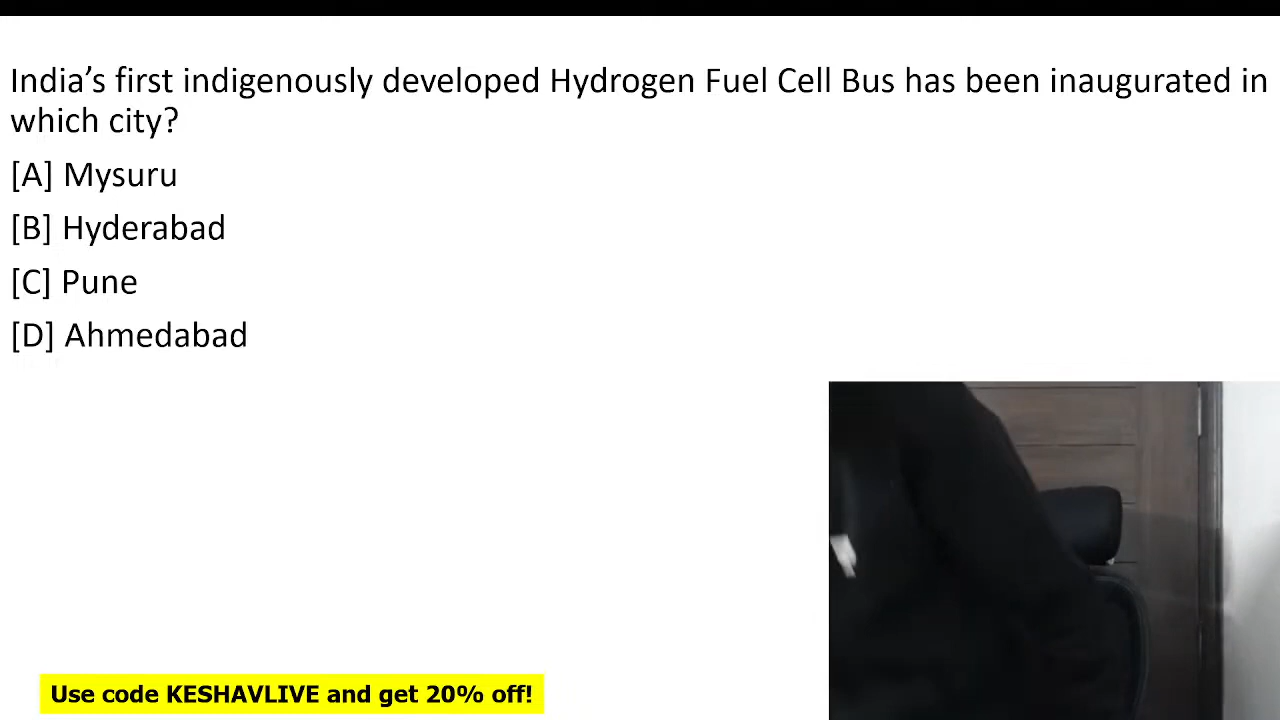 India’s first indigenously developed Hydrogen Fuel Cell Bus has been inaugurated in
which city?
[A] Mysuru
[B] Hyderabad
[C] Pune
[D] Ahmedabad
Use code KESHAVLIVE and get 20% off!